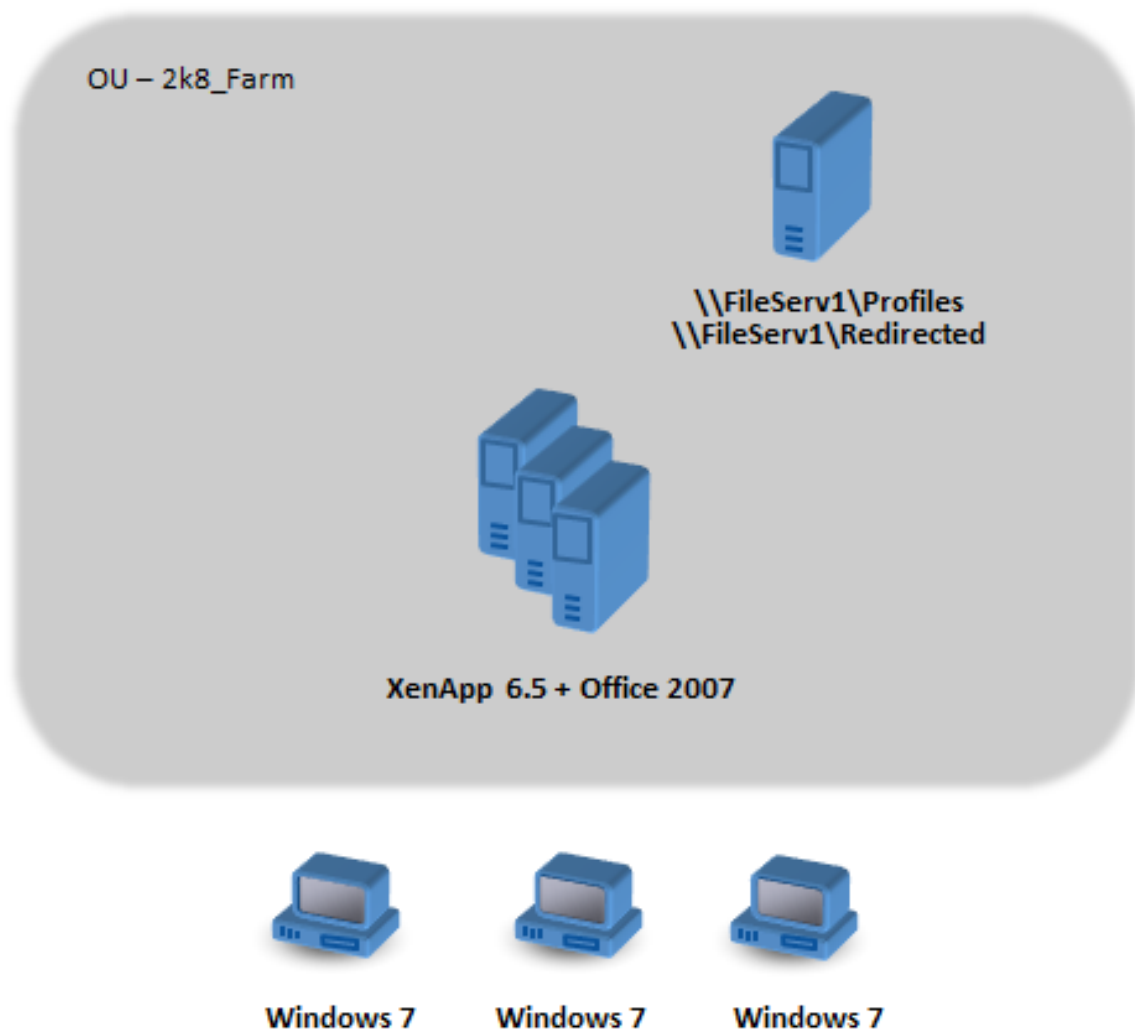 OU – 2k8_Farm
\\FileServ1\Profiles
\\FileServ1\Redirected
XenApp 6.5 + Office 2007
Windows 7
Windows 7
Windows 7